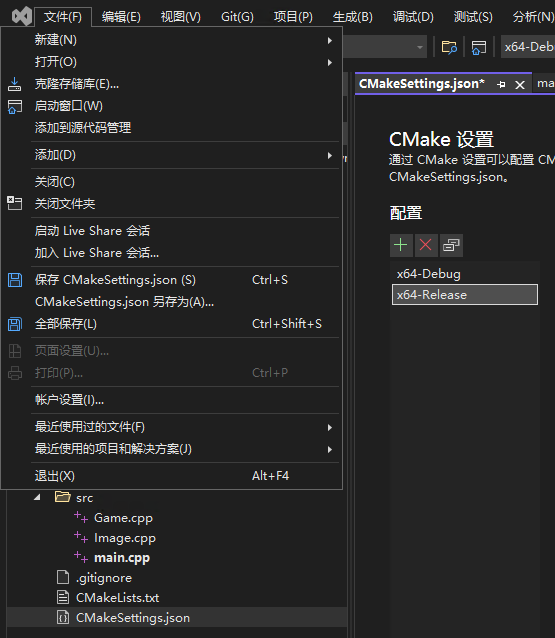 文件(F) 编辑(E) 视图(V) Git(G) 项目(P) 生成(B) 调试(D) 测试(S) 分析(N)
新建(N)
打开(O)
克隆存储库(E)...
启动窗口(W)
添加到源代码管理
添加(D)
关闭(C)
关闭文件夹
启动 Live Share 会话
加入 Live Share 会话...
保存 CMakeSettings.json (S) Ctrl+S
CMakeSettings.json 另存为(A)...
全部保存(L) Ctrl+Shift+S
页面设置(U)...
打印(P)... Ctrl+P
帐户设置(I)...
最近使用过的文件(F)
最近使用的项目和解决方案(J)
退出(X) Alt+F4
src
Game.cpp
Image.cpp
main.cpp
.gitignore
CMakeLists.txt
CMakeSettings.json
x64-Deb
CMakeSettings.json* ma
CMake 设置
通过 CMake 设置可以配置 CM
CMakeSettings.json。
配置
x64-Debug
x64-Release